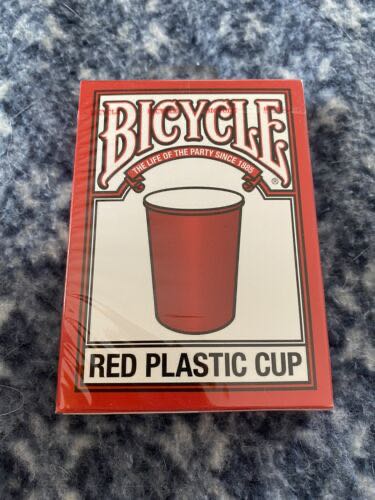 BICYCLE
THE LIFE OF THE PARTY SINCE 1885
®
RED PLASTIC CUP